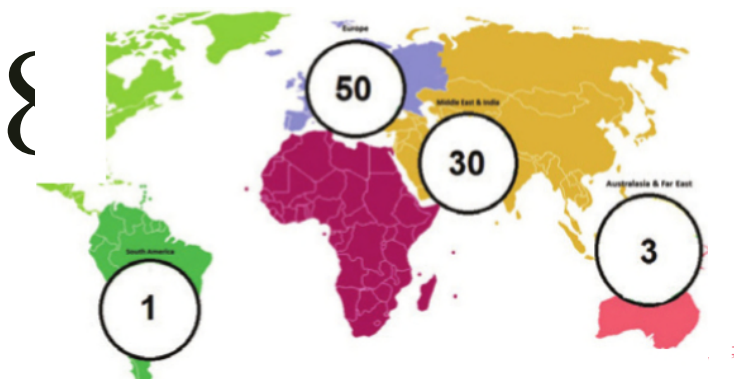 Europe
50
Middle East & India
30
Australasia & Far East
3
South America
1